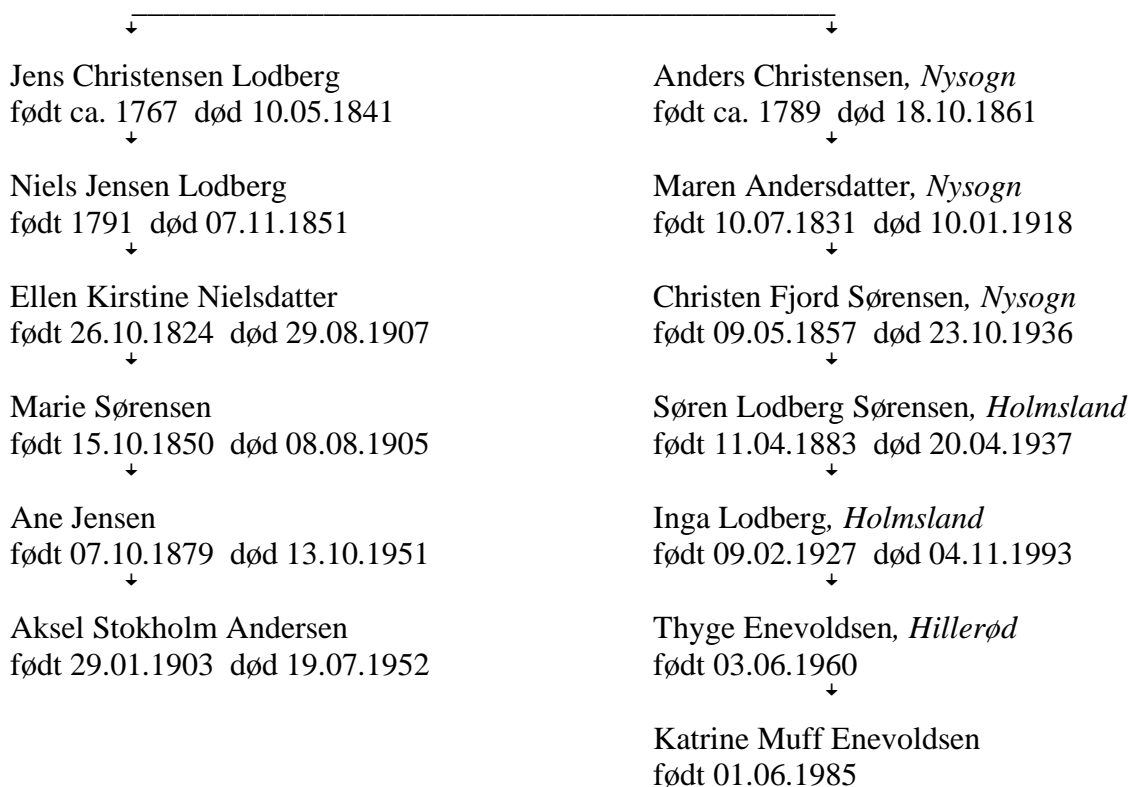 Jens Christensen Lodberg
født ca. 1767 død 10.05.1841
Niels Jensen Lodberg
født 1791 død 07.11.1851
Ellen Kirstine Nielsdatter
født 26.10.1824 død 29.08.1907
Marie Sørensen
født 15.10.1850 død 08.08.1905
Ane Jensen
født 07.10.1879 død 13.10.1951
Aksel Stokholm Andersen
født 29.01.1903 død 19.07.1952
Anders Christensen, Nysogn
født ca. 1789 død 18.10.1861
Maren Andersdatter, Nysogn
født 10.07.1831 død 10.01.1918
Christen Fjord Sørensen, Nysogn
født 09.05.1857 død 23.10.1936
Søren Lodberg Sørensen, Holmsland
født 11.04.1883 død 20.04.1937
Inga Lodberg, Holmsland
født 09.02.1927 død 04.11.1993
Thyge Enevoldsen, Hillerød
født 03.06.1960
Katrine Muff Enevoldsen
født 01.06.1985